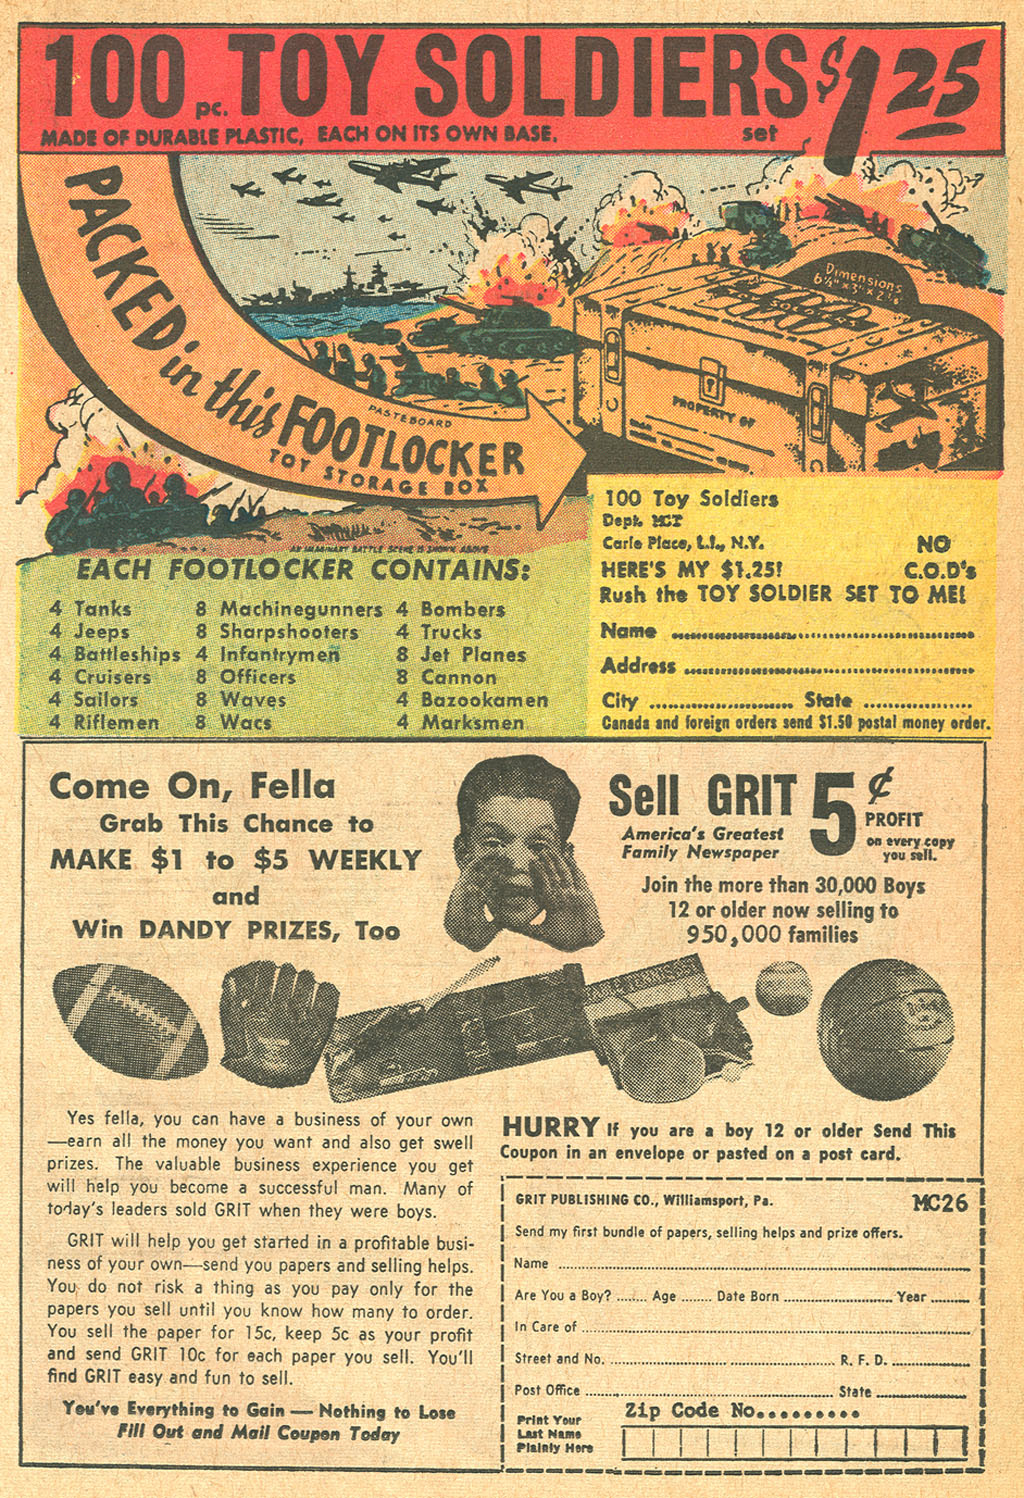 100 pc. TOY SOLDIERS $1.25
MADE OF DURABLE PLASTIC, EACH ON ITS OWN BASE. set
PACKED in this FOOTLOCKER
PASTEBOARD
TOY STORAGE BOX
Dimensions
PROPERTY OF
AN IMAGINARY BATTLE SCENE IS SHOWN ABOVE
EACH FOOTLOCKER CONTAINS:
4 Tanks 8 Machinegunners 4 Bombers
4 Jeeps 8 Sharpshooters 4 Trucks
4 Battleships 4 Infantrymen 8 Jet Planes
4 Cruisers 8 Officers 8 Cannon
4 Sailors 8 Waves 4 Bazookamen
4 Riflemen 8 Wacs 4 Marksmen
100 Toy Soldiers
Dept.
Carle Place, L.I., N.Y. NO
HERE'S MY $1.25! C.O.D's
Rush the TOY SOLDIER SET TO ME!
Name
Address
City State
Canada and foreign orders send $1.50 postal money order.
Come On, Fella
Grab This Chance to
MAKE $1 to $5 WEEKLY
and
Win DANDY PRIZES, Too
Sell GRIT 5¢
America's Greatest
Family Newspaper
PROFIT
on every copy
you sell.
Join the more than 30,000 Boys
12 or older now selling to
950,000 families
TABLE TENNIS SET
Yes fella, you can have a business of your own
—earn all the money you want and also get swell
prizes. The valuable business experience you get
will help you become a successful man. Many of
today's leaders sold GRIT when they were boys.
GRIT will help you get started in a profitable busi-
ness of your own—send you papers and selling helps.
You do not risk a thing as you pay only for the
papers you sell until you know how many to order.
You sell the paper for 15c, keep 5c as your profit
and send GRIT 10c for each paper you sell. You'll
find GRIT easy and fun to sell.
You've Everything to Gain — Nothing to Lose
Fill Out and Mail Coupon Today
HURRY If you are a boy 12 or older Send This
Coupon in an envelope or pasted on a post card.
GRIT PUBLISHING CO., Williamsport, Pa. MC26
Send my first bundle of papers, selling helps and prize offers.
Name
Are You a Boy? Age Date Born Year
In Care of
Street and No. R. F. D.
Post Office State
Zip Code No.
Print Your
Last Name
Plainly Here